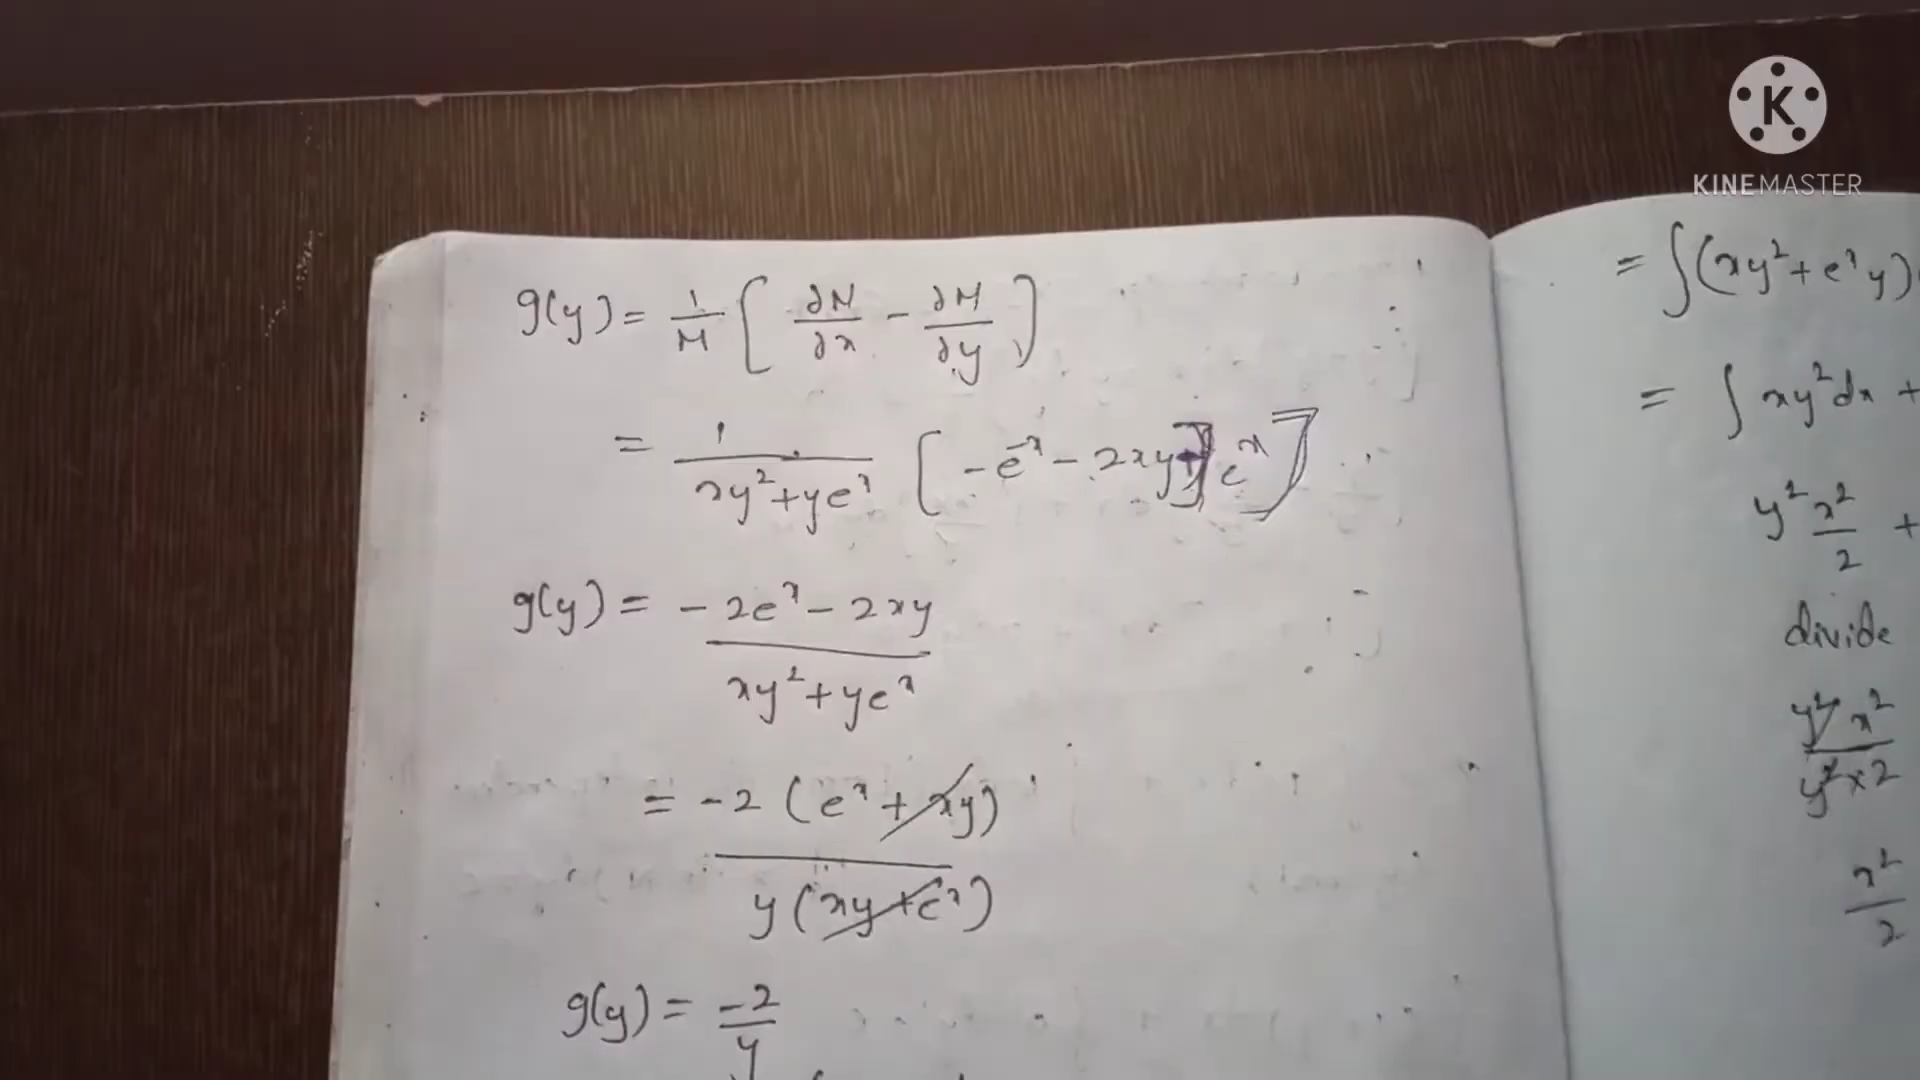 KINEMASTER
g(y) = 1/M [ ∂N/∂x - ∂M/∂y ]
= 1/(xy²+ye^x) [ -e^x - 2xy e^x ]
g(y) = (-2e^x - 2xy)/(xy²+ye^x)
= -2(e^x + xy)/(y(xy+e^x))
g(y) = -2/y
= ∫(xy²+e^x y)
= ∫ xy² dx +
y² x²/2 +
divide
y² x²/(y²×2)
x²/2